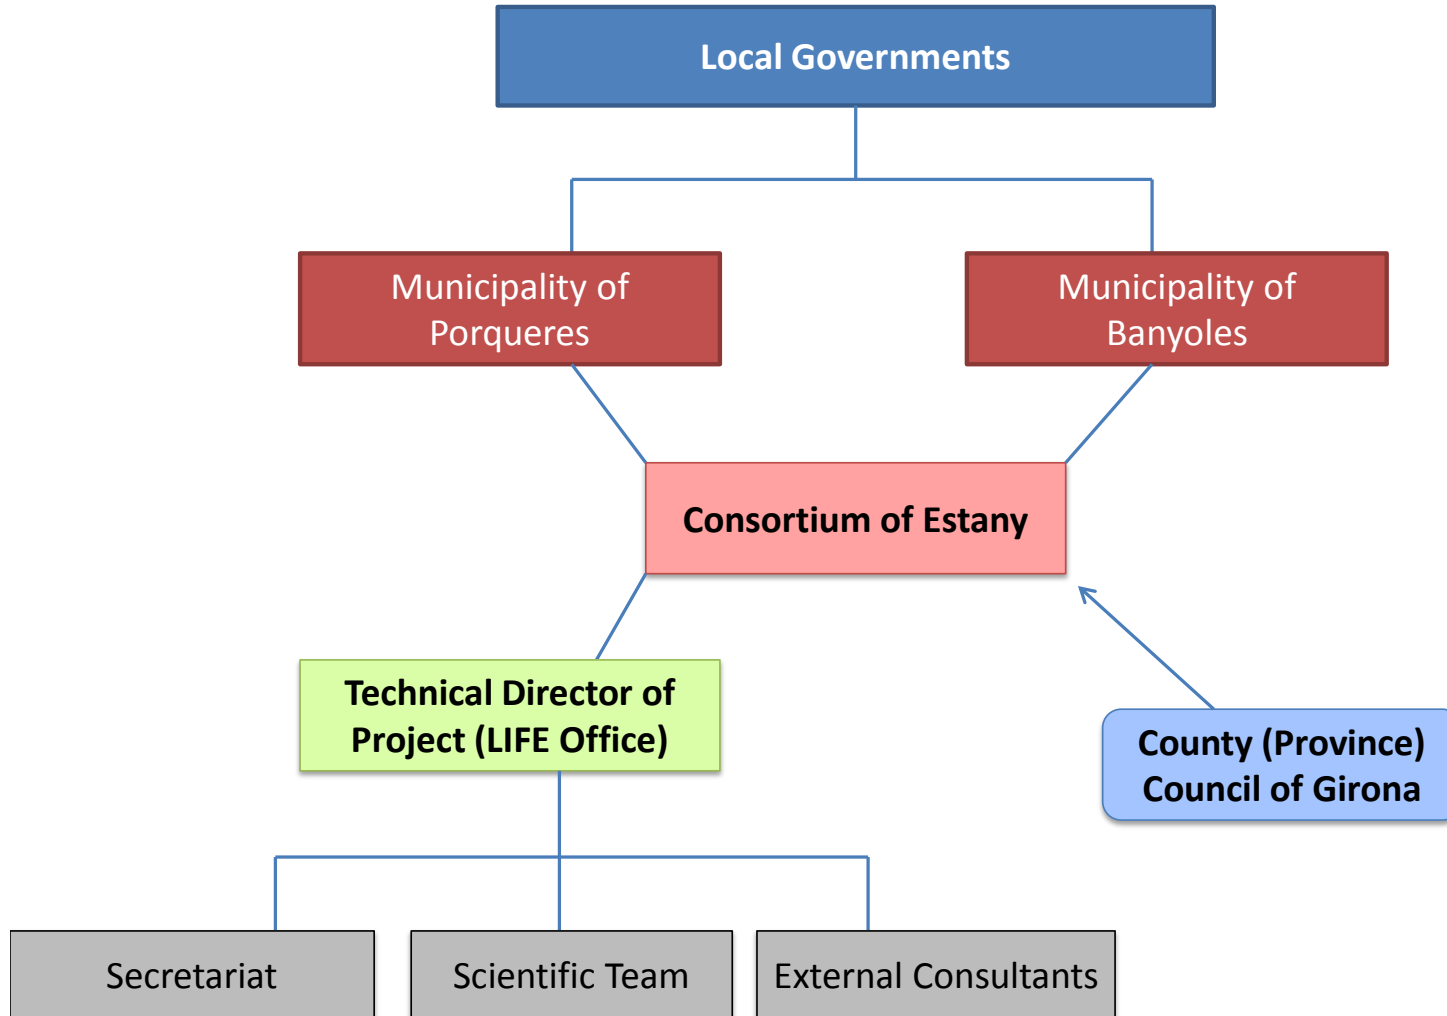 Local Governments
Municipality of
Porqueres
Municipality of
Banyoles
Consortium of Estany
Technical Director of
Project (LIFE Office)
County (Province)
Council of Girona
Secretariat
Scientific Team
External Consultants